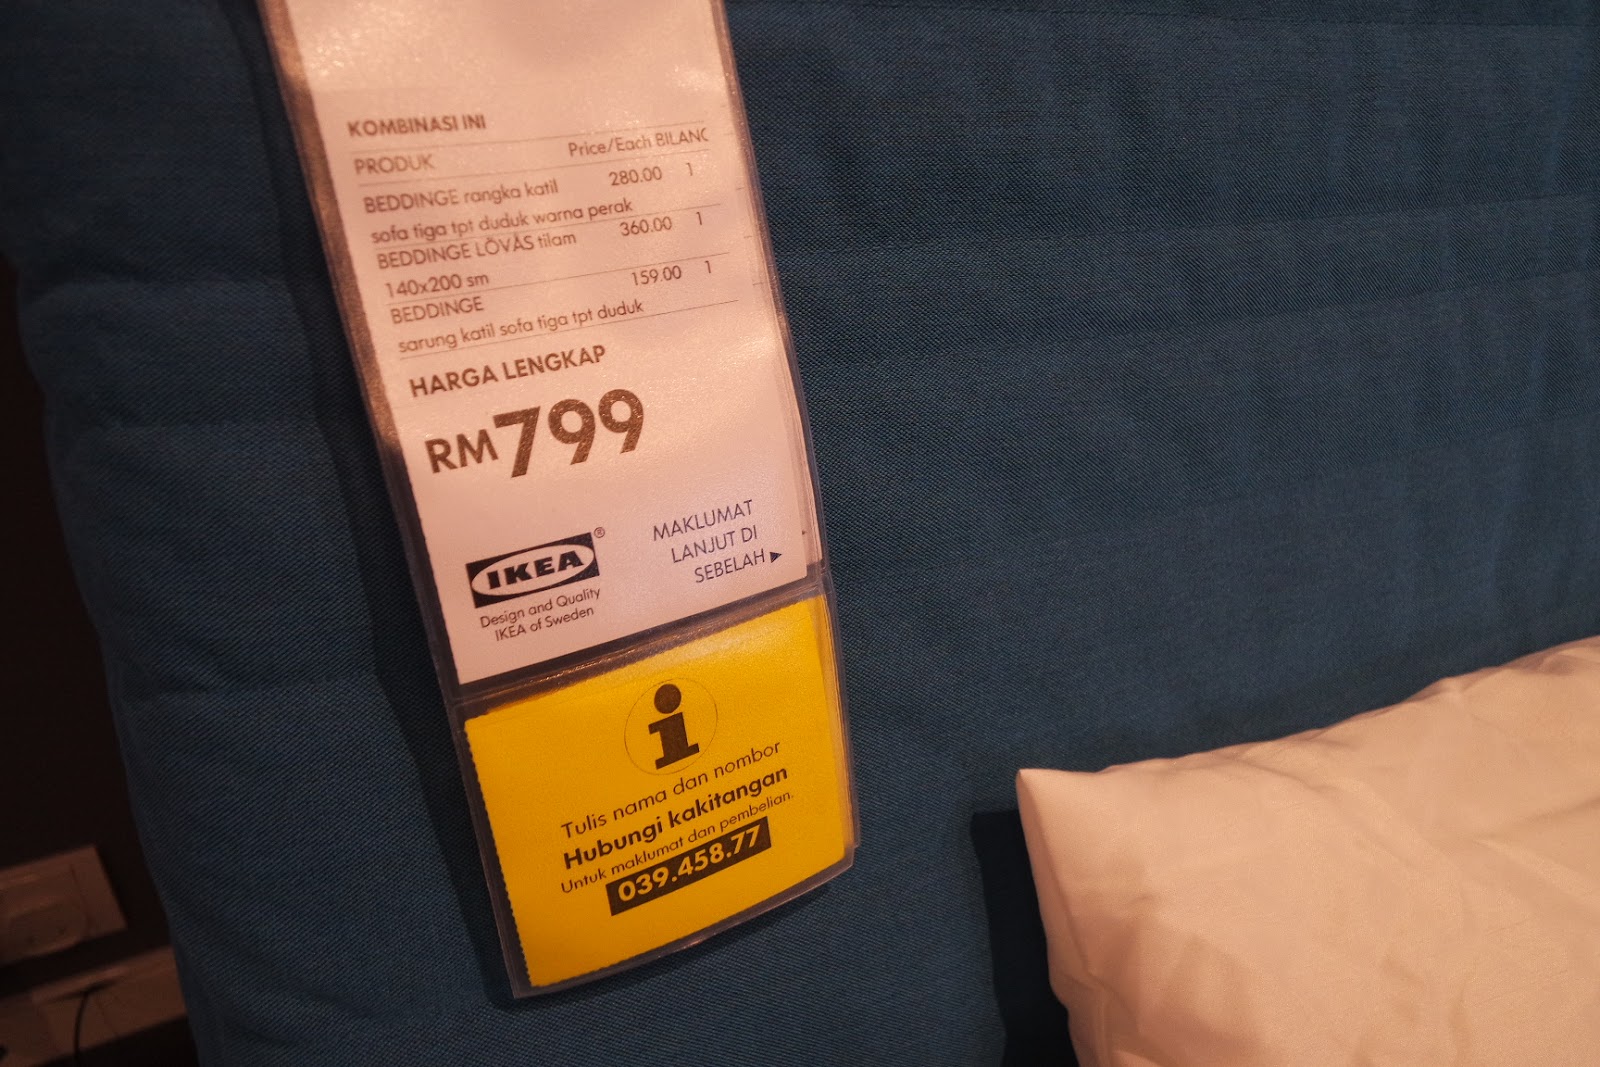 KOMBINASI INI
PRODUK Price/Each BILANC
BEDDINGE rangka katil 280.00 1
sofa tiga tpt duduk warna perak
BEDDINGE LÖVÅS tilam 360.00 1
140x200 sm
BEDDINGE 159.00 1
sarung katil sofa tiga tpt duduk
HARGA LENGKAP
RM799
IKEA®
Design and Quality
IKEA of Sweden
MAKLUMAT
LANJUT DI
SEBELAH
i
Tulis nama dan nombor
Hubungi kakitangan
Untuk maklumat dan pembelian.
039.458.77